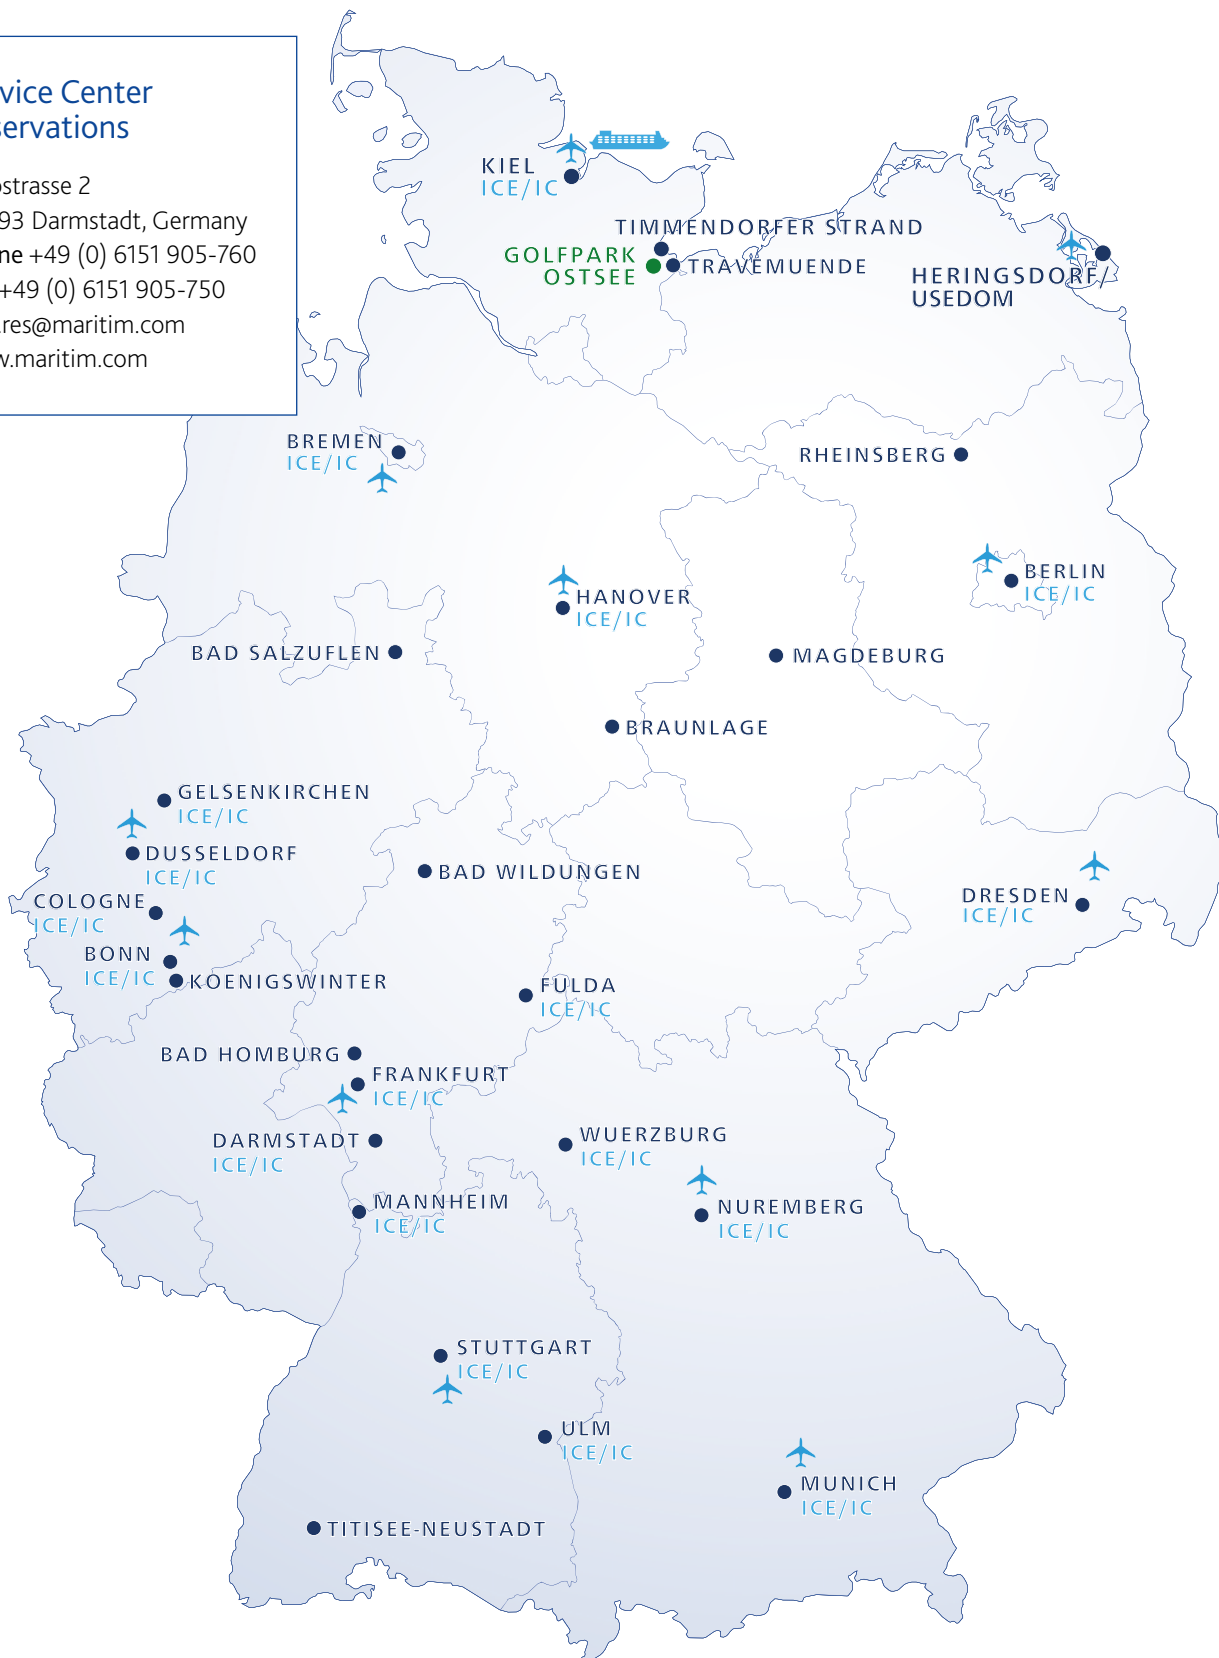 vice Center
servations
strasse 2
93 Darmstadt, Germany
ne +49 (0) 6151 905-760
+49 (0) 6151 905-750
.res@maritim.com
w.maritim.com
KIEL
ICE/IC
TIMMENDORFER STRAND
GOLFPARK
OSTSEE
TRAVEMUENDE
HERINGSDORF/
USEDOM
BREMEN
ICE/IC
RHEINSBERG
BERLIN
ICE/IC
HANOVER
ICE/IC
BAD SALZUFLEN
MAGDEBURG
BRAUNLAGE
GELSENKIRCHEN
ICE/IC
DUSSELDORF
ICE/IC
BAD WILDUNGEN
COLOGNE
ICE/IC
DRESDEN
ICE/IC
BONN
ICE/IC
KOENIGSWINTER
FULDA
ICE/IC
BAD HOMBURG
FRANKFURT
ICE/IC
DARMSTADT
ICE/IC
WUERZBURG
ICE/IC
MANNHEIM
ICE/IC
NUREMBERG
ICE/IC
STUTTGART
ICE/IC
ULM
ICE/IC
MUNICH
ICE/IC
TITISEE-NEUSTADT